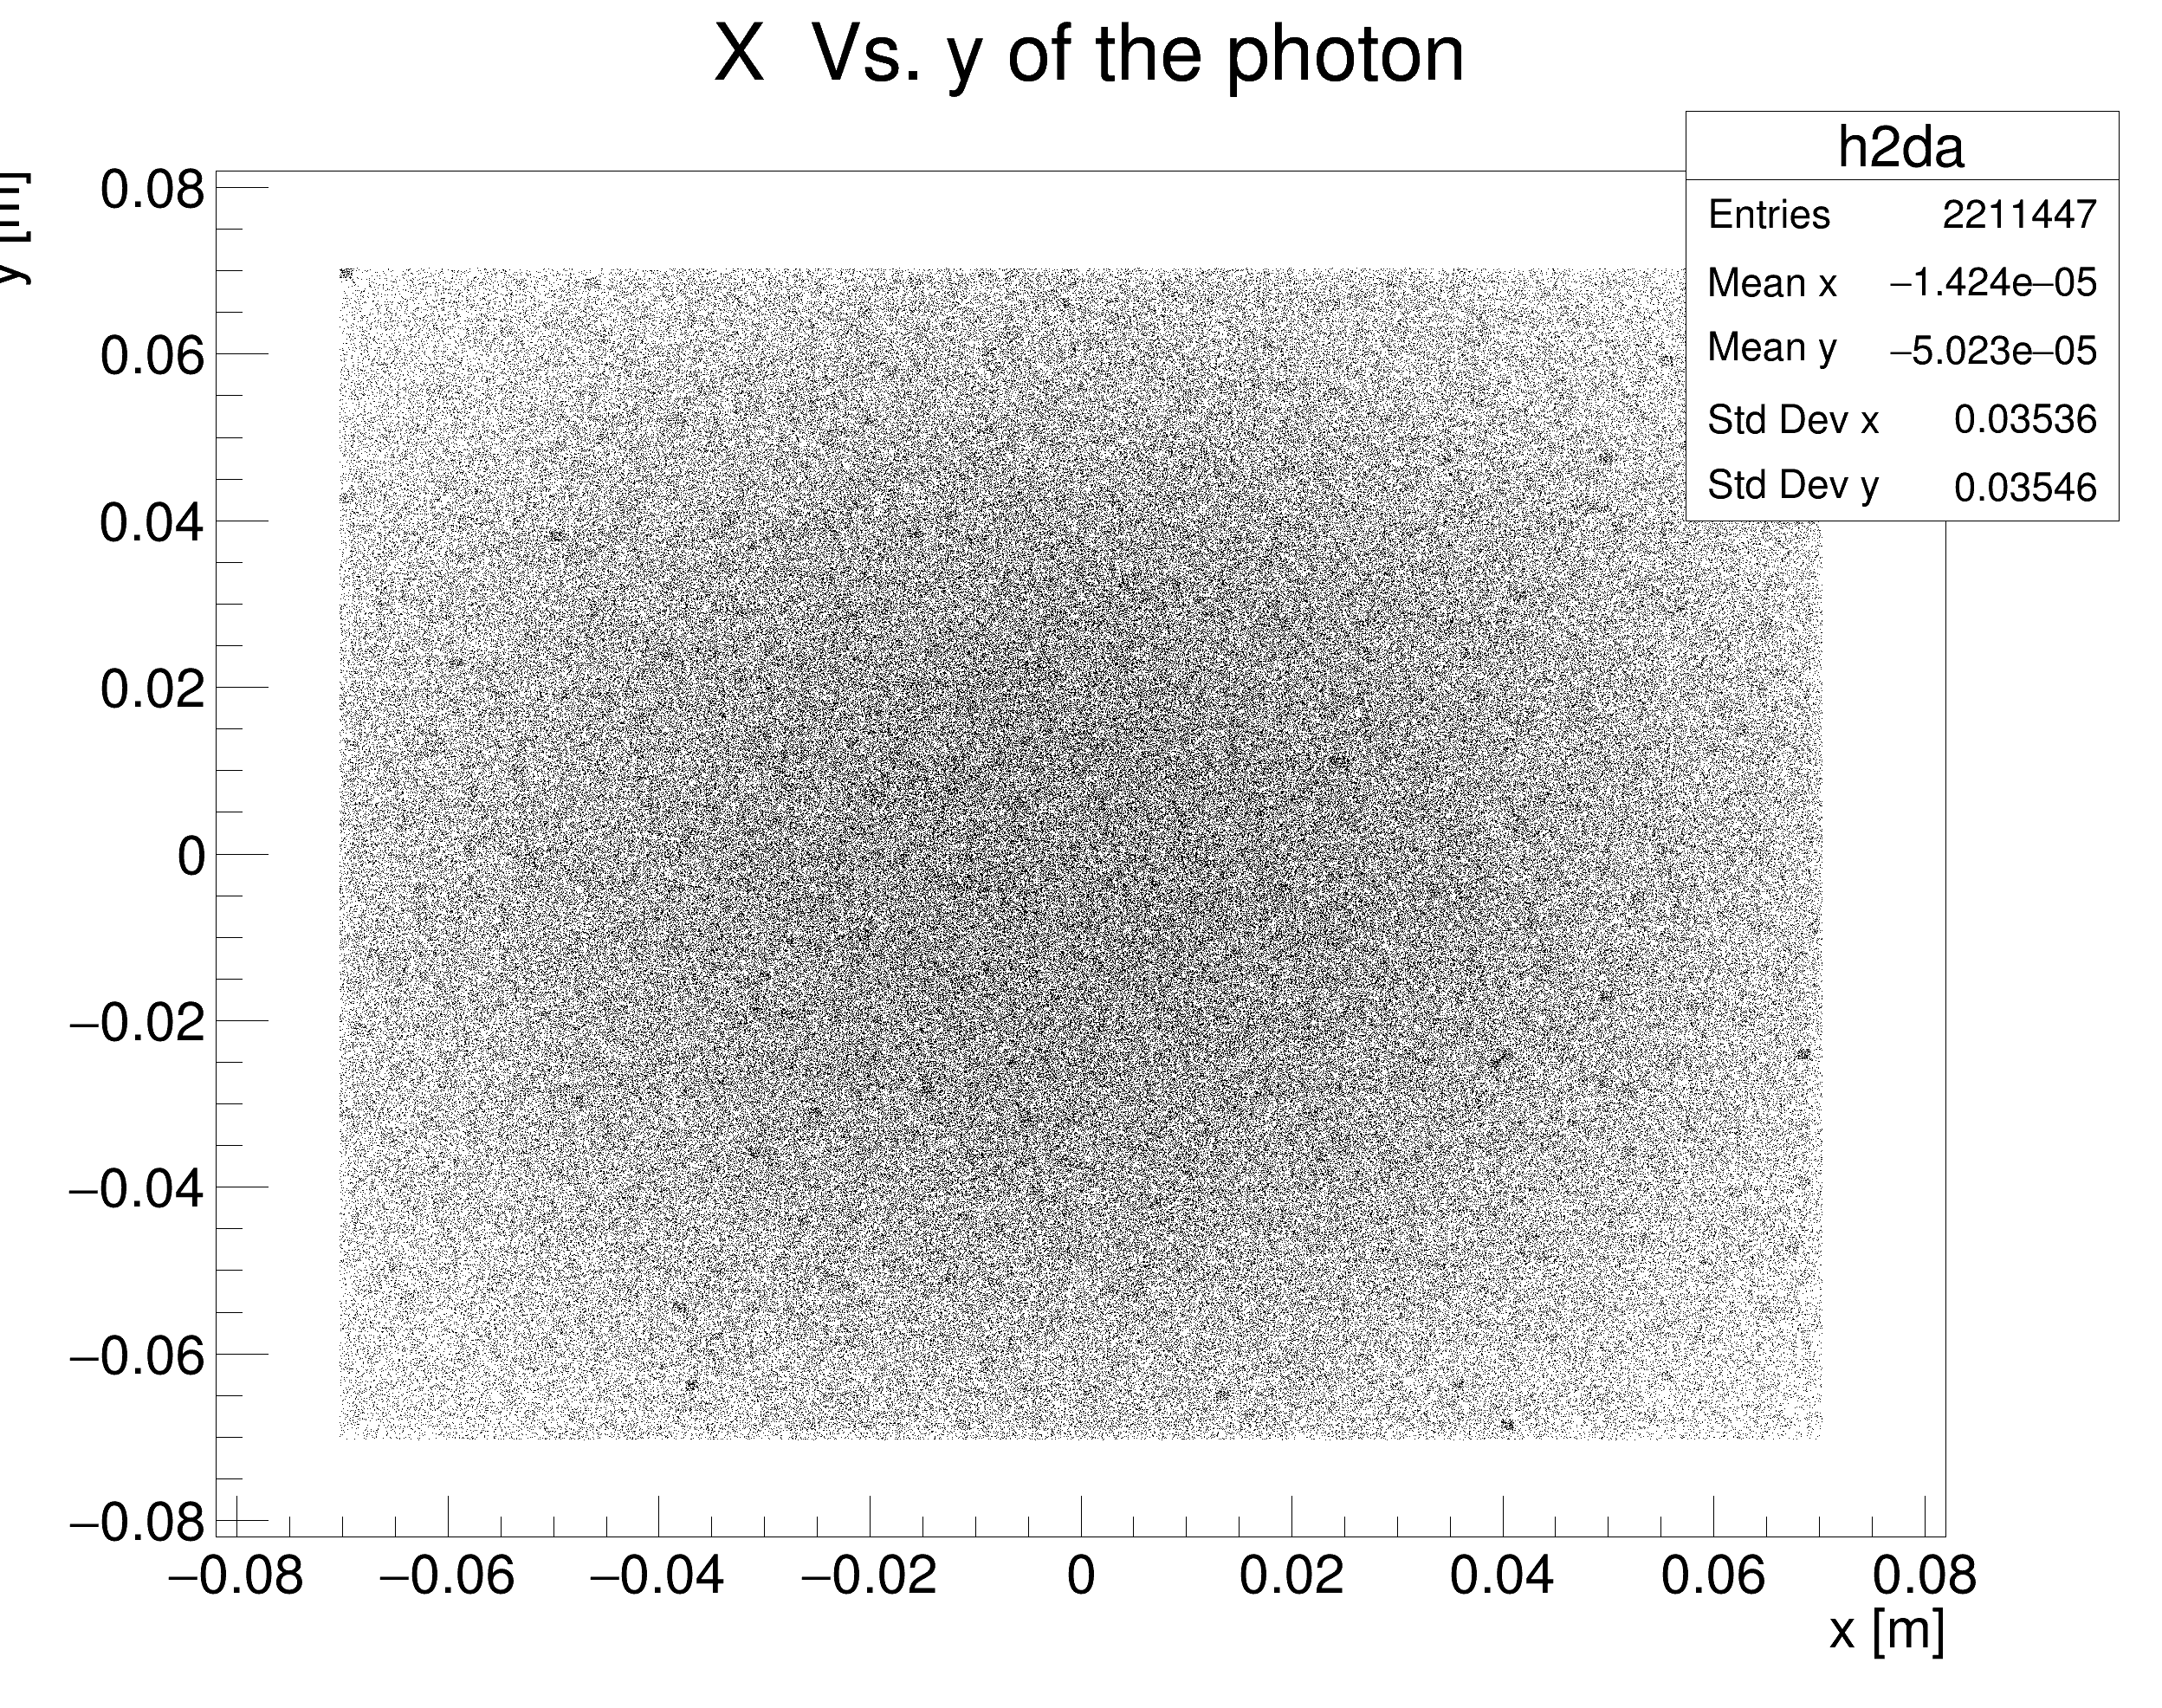 X Vs. y of the photon
h2da
Entries 2211447
Mean x −1.424e−05
Mean y −5.023e−05
Std Dev x 0.03536
Std Dev y 0.03546
y [m]
0.08
0.06
0.04
0.02
0
−0.02
−0.04
−0.06
−0.08
−0.08 −0.06 −0.04 −0.02 0 0.02 0.04 0.06 0.08
x [m]